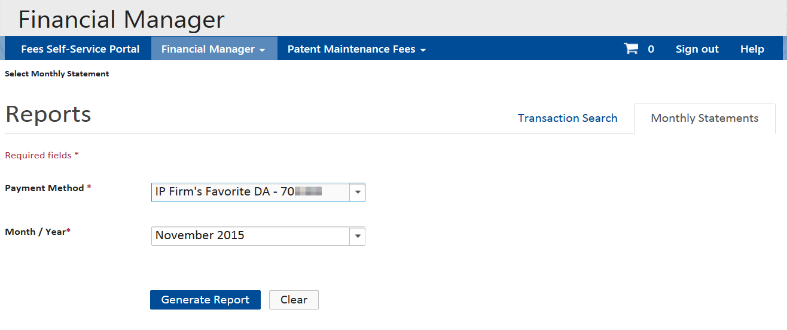 Financial Manager
Fees Self-Service Portal Financial Manager Patent Maintenance Fees 0 Sign out Help
Select Monthly Statement
Reports Transaction Search Monthly Statements
Required fields *
Payment Method * IP Firm's Favorite DA - 70
Month / Year* November 2015
Generate Report Clear